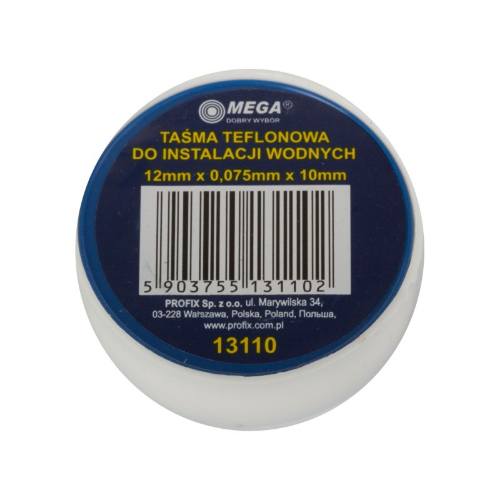 MEGA®
DOBRY WYBÓR
TAŚMA TEFLONOWA
DO INSTALACJI WODNYCH
12mm x 0,075mm x 10mm
5 903755 131102
PROFIX Sp. z o.o. ul. Marywilska 34,
03-228 Warszawa, Polska, Poland, Польша,
www.profix.com.pl
13110